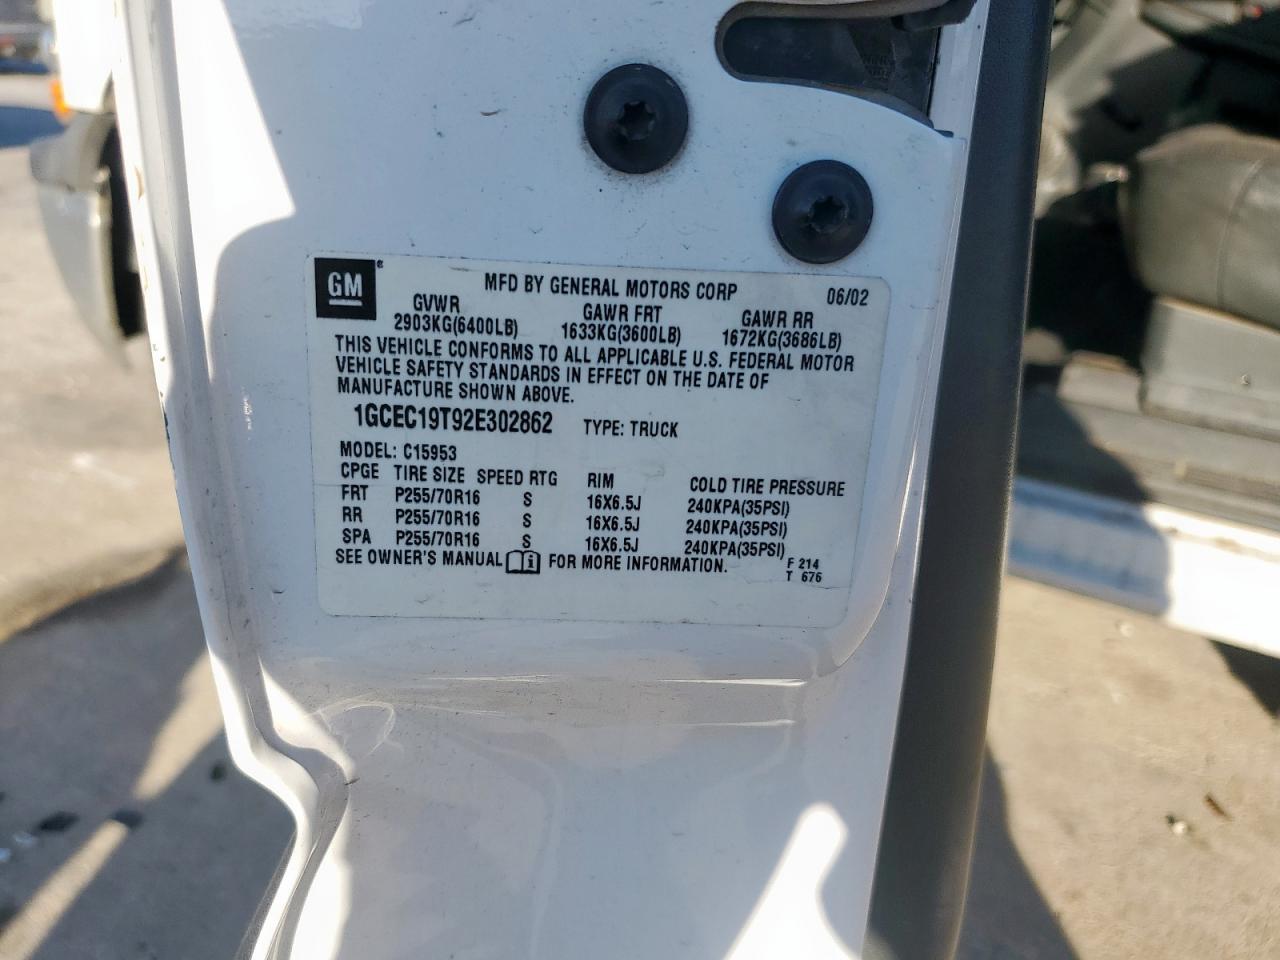 GM®
MFD BY GENERAL MOTORS CORP 06/02
GVWR GAWR FRT GAWR RR
2903KG(6400LB) 1633KG(3600LB) 1672KG(3686LB)
THIS VEHICLE CONFORMS TO ALL APPLICABLE U.S. FEDERAL MOTOR
VEHICLE SAFETY STANDARDS IN EFFECT ON THE DATE OF
MANUFACTURE SHOWN ABOVE.
1GCEC19T92E302862 TYPE: TRUCK
MODEL: C15953
CPGE TIRE SIZE SPEED RTG RIM COLD TIRE PRESSURE
FRT P255/70R16 S 16X6.5J 240KPA(35PSI)
RR P255/70R16 S 16X6.5J 240KPA(35PSI)
SPA P255/70R16 S 16X6.5J 240KPA(35PSI)
SEE OWNER'S MANUAL FOR MORE INFORMATION.
F 214
T 676